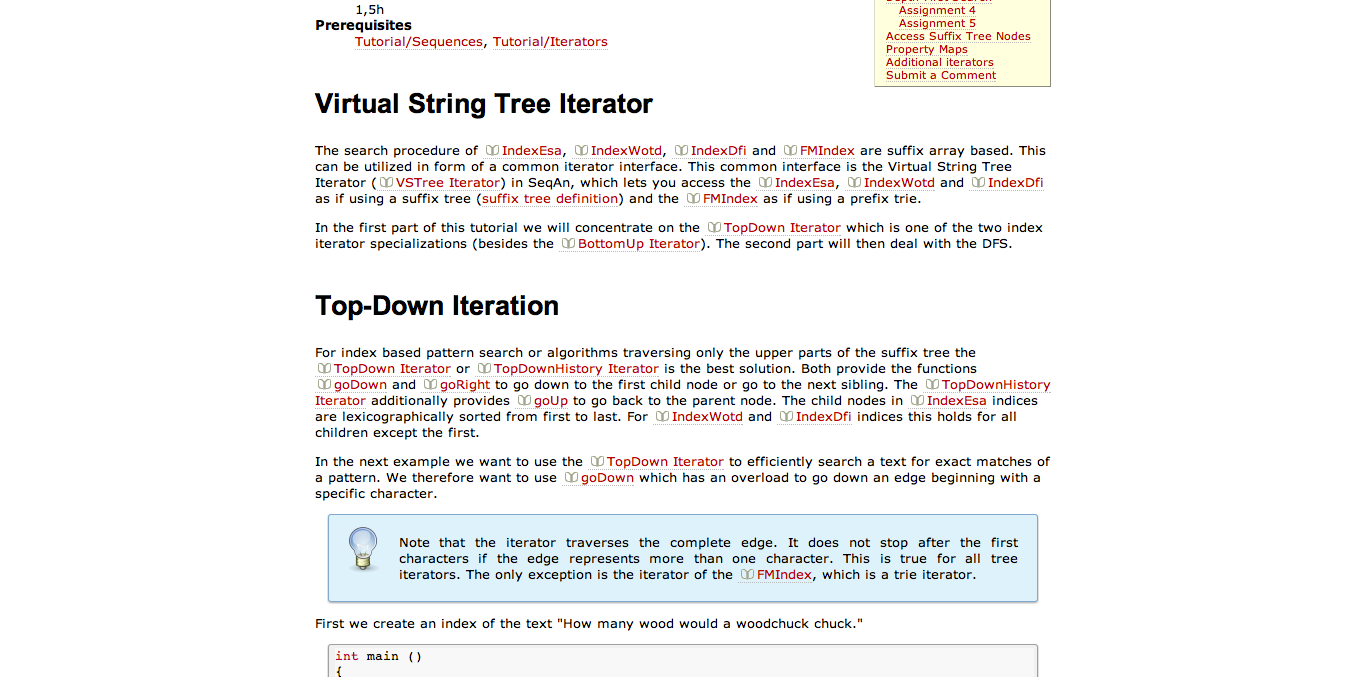 1,5h
Prerequisites
Tutorial/Sequences, Tutorial/Iterators
Assignment 4
Assignment 5
Access Suffix Tree Nodes
Property Maps
Additional iterators
Submit a Comment
Virtual String Tree Iterator
The search procedure of IndexEsa, IndexWotd, IndexDfi and FMIndex are suffix array based. This
can be utilized in form of a common iterator interface. This common interface is the Virtual String Tree
Iterator (VSTree Iterator) in SeqAn, which lets you access the IndexEsa, IndexWotd and IndexDfi
as if using a suffix tree (suffix tree definition) and the FMIndex as if using a prefix trie.
In the first part of this tutorial we will concentrate on the TopDown Iterator which is one of the two index
iterator specializations (besides the BottomUp Iterator). The second part will then deal with the DFS.
Top-Down Iteration
For index based pattern search or algorithms traversing only the upper parts of the suffix tree the
TopDown Iterator or TopDownHistory Iterator is the best solution. Both provide the functions
goDown and goRight to go down to the first child node or go to the next sibling. The TopDownHistory
Iterator additionally provides goUp to go back to the parent node. The child nodes in IndexEsa indices
are lexicographically sorted from first to last. For IndexWotd and IndexDfi indices this holds for all
children except the first.
In the next example we want to use the TopDown Iterator to efficiently search a text for exact matches of
a pattern. We therefore want to use goDown which has an overload to go down an edge beginning with a
specific character.
Note that the iterator traverses the complete edge. It does not stop after the first
characters if the edge represents more than one character. This is true for all tree
iterators. The only exception is the iterator of the FMIndex, which is a trie iterator.
First we create an index of the text "How many wood would a woodchuck chuck."
int main ()
{